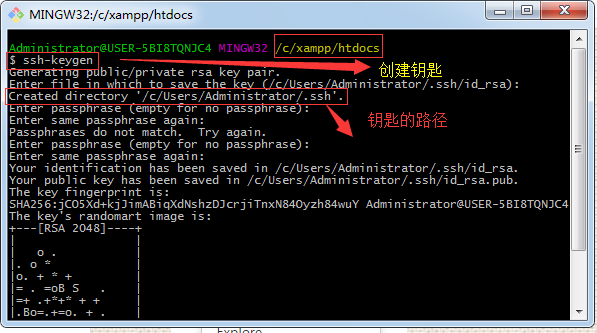 MINGW32:/c/xampp/htdocs
Administrator@USER-5BI8TQNJC4 MINGW32 /c/xampp/htdocs
$ ssh-keygen
创建钥匙
Generating public/private rsa key pair.
Enter file in which to save the key (/c/Users/Administrator/.ssh/id_rsa):
Created directory '/c/Users/Administrator/.ssh'.
Enter passphrase (empty for no passphrase):
钥匙的路径
Enter same passphrase again:
Passphrases do not match.  Try again.
Enter passphrase (empty for no passphrase):
Enter same passphrase again:
Your identification has been saved in /c/Users/Administrator/.ssh/id_rsa.
Your public key has been saved in /c/Users/Administrator/.ssh/id_rsa.pub.
The key fingerprint is:
SHA256:jCO5Xd+kjJimABiqXdNshzDJcrjiTnxN84Oyzh84wuY Administrator@USER-5BI8TQNJC4
The key's randomart image is:
+---[RSA 2048]----+
|                 |
|    o .          |
|. o *            |
|o. + * +         |
|= . =oB S   .    |
|=+ .+*+* + +     |
|.Bo=.+=o. + .    |
Explore